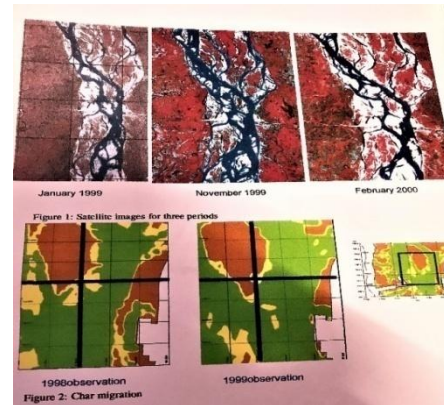 January 1999
November 1999
February 2000
Figure 1: Satellite images for three periods
1998observation
1999observation
Figure 2: Char migration